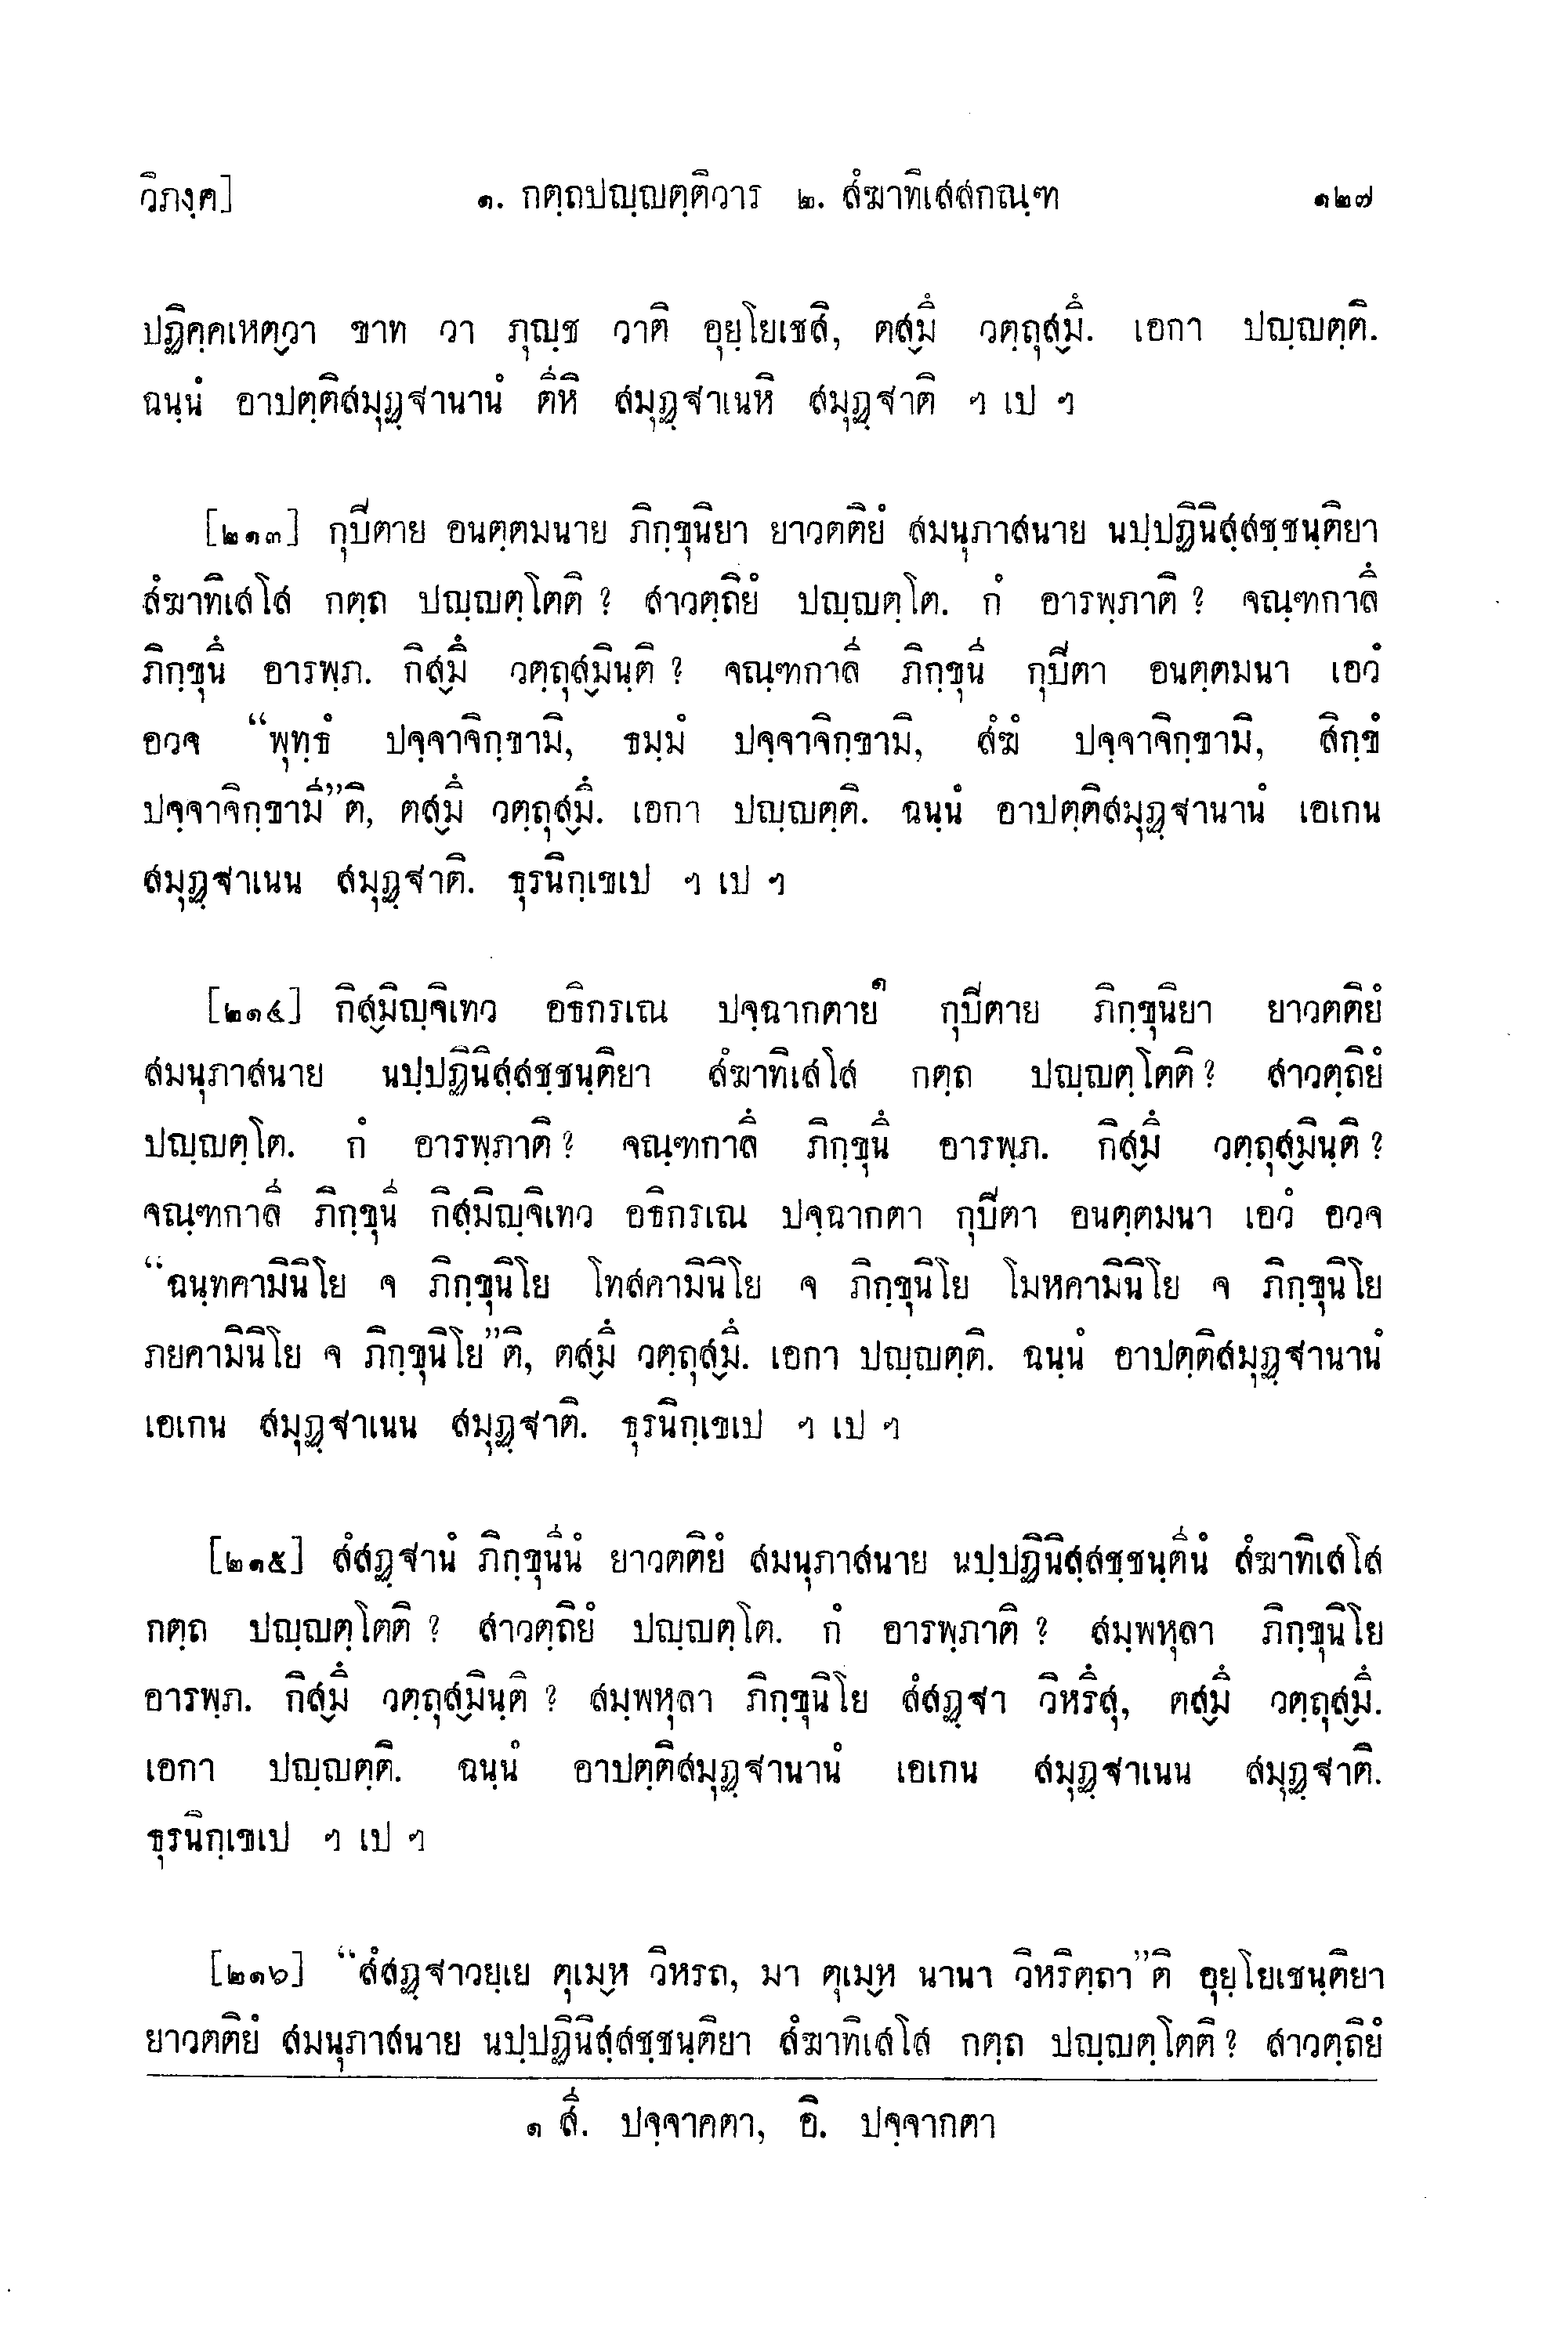 วิภงฺค] ๑. กตฺถปญฺญตฺติวาร ๒. สํฆาทิเสสกณฺฑ ๑๒๗
ปฏิคฺคเหตฺวา ขาท วา ภุญฺช วาติ อุยฺโยเชสิ, ตสฺมึ วตฺถุสฺมึ. เอกา ปญฺญตฺติ.
ฉนฺนํ อาปตฺติสมุฏฺฐานานํ ตีหิ สมุฏฺฐาเนหิ สมุฏฺฐาติ ฯ เป ฯ
[๒๑๓] กุปีตาย อนตฺตมนาย ภิกฺขุนิยา ยาวตติยํ สมนุภาสนาย นปฺปฏินิสฺสชฺชนฺติยา
สํฆาทิเสโส กตฺถ ปญฺญตฺโตติ ? สาวตฺถิยํ ปญฺญตฺโต. กํ อารพฺภาติ ? จณฺฑกาลึ
ภิกฺขุนึ อารพฺภ. กิสฺมึ วตฺถุสฺมินฺติ ? จณฺฑกาลี ภิกฺขุนี กุปีตา อนตฺตมนา เอวํ
อวจ “พุทฺธํ ปจฺจาจิกฺขามิ, ธมฺมํ ปจฺจาจิกฺขามิ, สํฆํ ปจฺจาจิกฺขามิ, สิกฺขํ
ปจฺจาจิกฺขามี”ติ, ตสฺมึ วตฺถุสฺมึ. เอกา ปญฺญตฺติ. ฉนฺนํ อาปตฺติสมุฏฺฐานานํ เอเกน
สมุฏฺฐาเนน สมุฏฺฐาติ. ธุรนิกฺเขเป ฯ เป ฯ
[๒๑๔] กิสฺมิญฺจิเทว อธิกรเณ ปจฺฉากตาย๑ กุปีตาย ภิกฺขุนิยา ยาวตติยํ
สมนุภาสนาย นปฺปฏินิสฺสชฺชนฺติยา สํฆาทิเสโส กตฺถ ปญฺญตฺโตติ ? สาวตฺถิยํ
ปญฺญตฺโต. กํ อารพฺภาติ ? จณฺฑกาลึ ภิกฺขุนึ อารพฺภ. กิสฺมึ วตฺถุสฺมินฺติ ?
จณฺฑกาลี ภิกฺขุนี กิสฺมิญฺจิเทว อธิกรเณ ปจฺฉากตา กุปีตา อนตฺตมนา เอวํ อวจ
“ฉนฺทคามินิโย จ ภิกฺขุนิโย โทสคามินิโย จ ภิกฺขุนิโย โมหคามินิโย จ ภิกฺขุนิโย
ภยคามินิโย จ ภิกฺขุนิโย”ติ, ตสฺมึ วตฺถุสฺมึ. เอกา ปญฺญตฺติ. ฉนฺนํ อาปตฺติสมุฏฺฐานานํ
เอเกน สมุฏฺฐาเนน สมุฏฺฐาติ. ธุรนิกฺเขเป ฯ เป ฯ
[๒๑๕] สํสฏฺฐานํ ภิกฺขุนีนํ ยาวตติยํ สมนุภาสนาย นปฺปฏินิสฺสชฺชนฺตีนํ สํฆาทิเสโส
กตฺถ ปญฺญตฺโตติ ? สาวตฺถิยํ ปญฺญตฺโต. กํ อารพฺภาติ ? สมฺพหุลา ภิกฺขุนิโย
อารพฺภ. กิสฺมึ วตฺถุสฺมินฺติ ? สมฺพหุลา ภิกฺขุนิโย สํสฏฺฐา วิหรึสุ, ตสฺมึ วตฺถุสฺมึ.
เอกา ปญฺญตฺติ. ฉนฺนํ อาปตฺติสมุฏฺฐานานํ เอเกน สมุฏฺฐาเนน สมุฏฺฐาติ.
ธุรนิกฺเขเป ฯ เป ฯ
[๒๑๖] “สํสฏฺฐาวยฺเย ตุเมฺห วิหรถ, มา ตุเมฺห นานา วิหริตฺถา”ติ อุยฺโยเชนฺติยา
ยาวตติยํ สมนุภาสนาย นปฺปฏินิสฺสชฺชนฺติยา สํฆาทิเสโส กตฺถ ปญฺญตฺโตติ ? สาวตฺถิยํ
๑ สี. ปจฺจาคตา, อิ. ปจฺจากตา